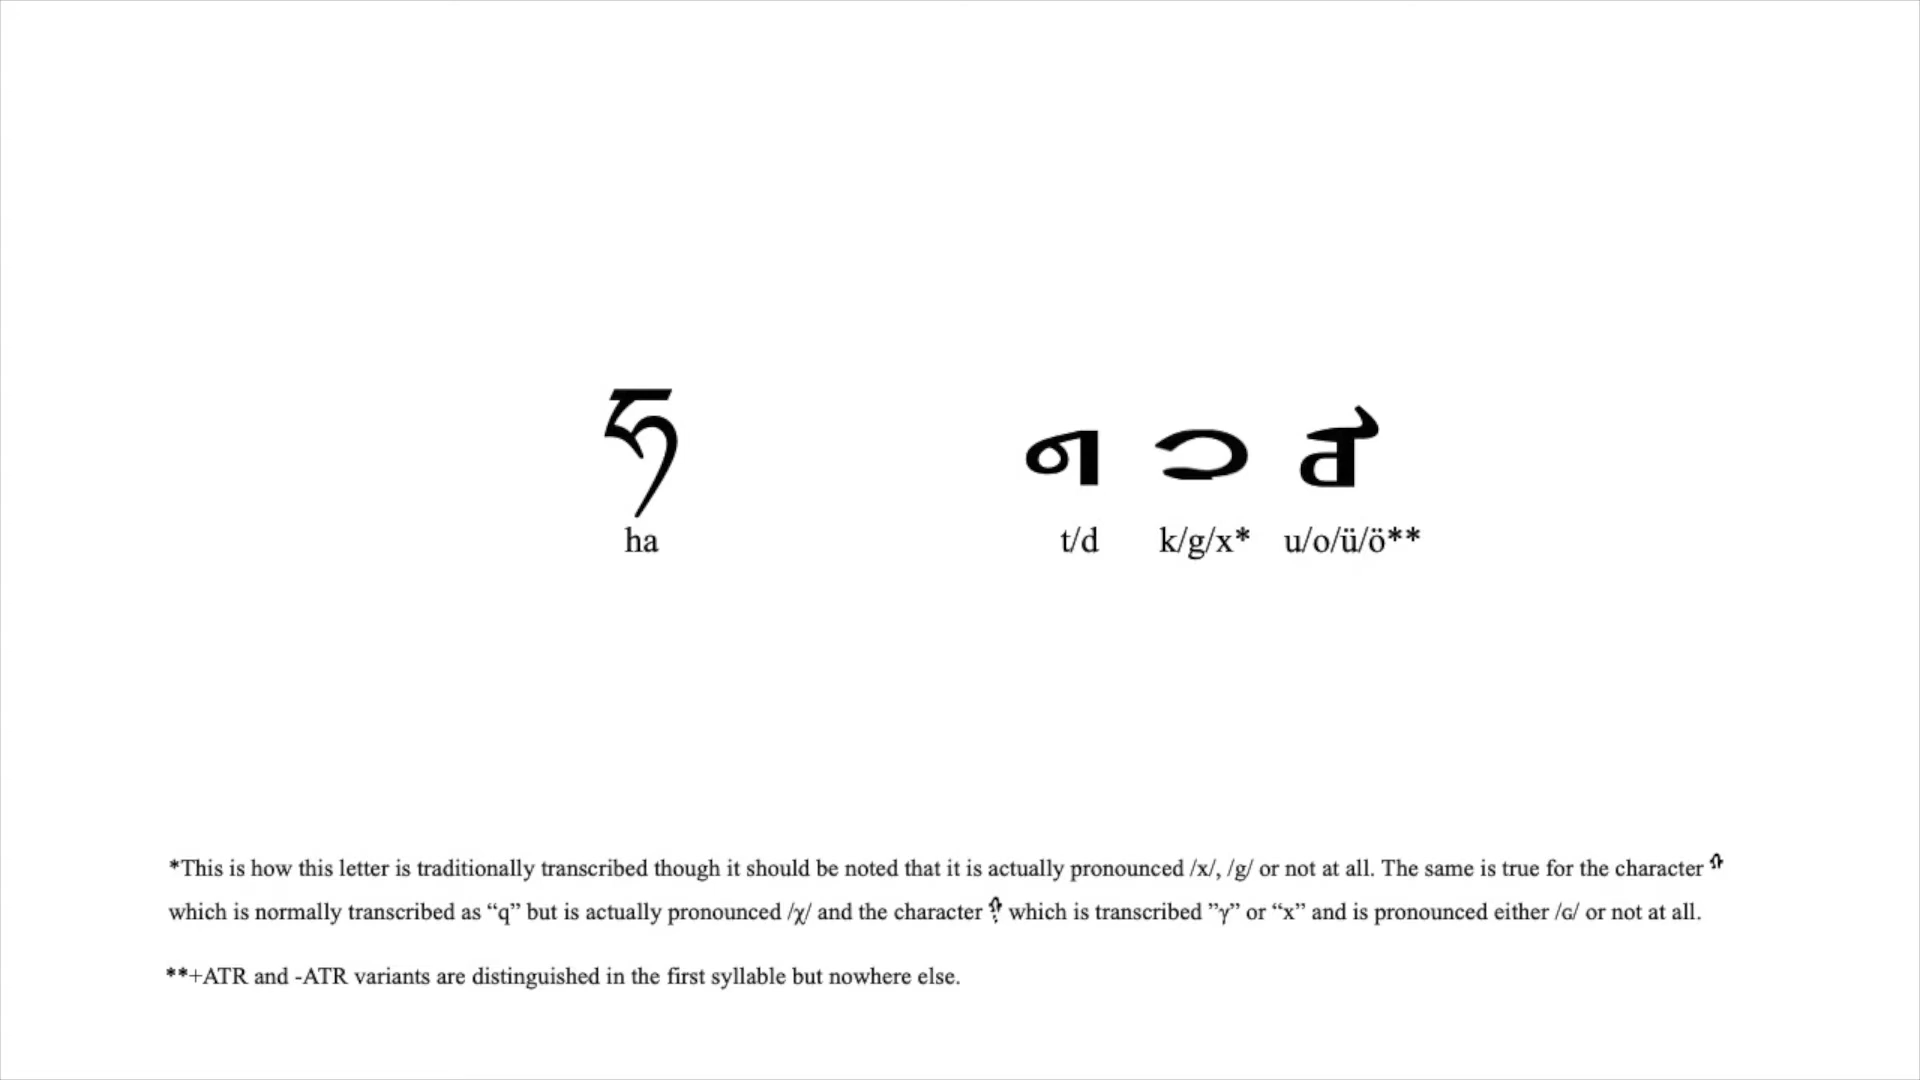 ཧ
ha t/d k/g/x* u/o/ü/ö**
*This is how this letter is traditionally transcribed though it should be noted that it is actually pronounced /x/, /g/ or not at all. The same is true for the character
which is normally transcribed as “q” but is actually pronounced /χ/ and the character which is transcribed ”γ” or “x” and is pronounced either /ɢ/ or not at all.
**+ATR and -ATR variants are distinguished in the first syllable but nowhere else.